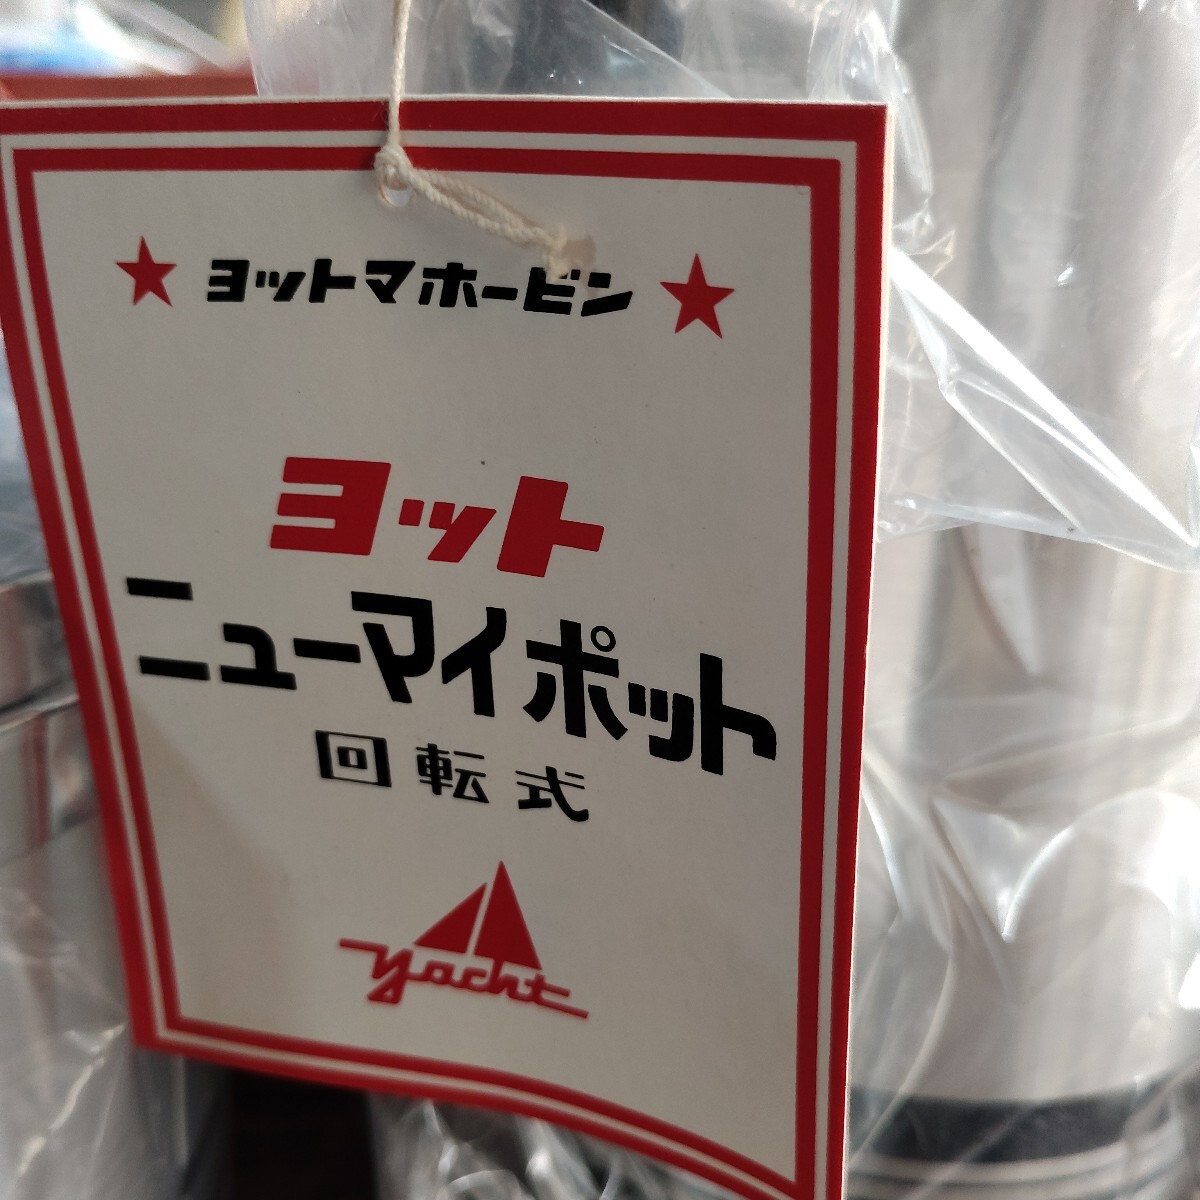 ★ヨットマホービン★
ヨット
ニューマイポット
回転式
yacht